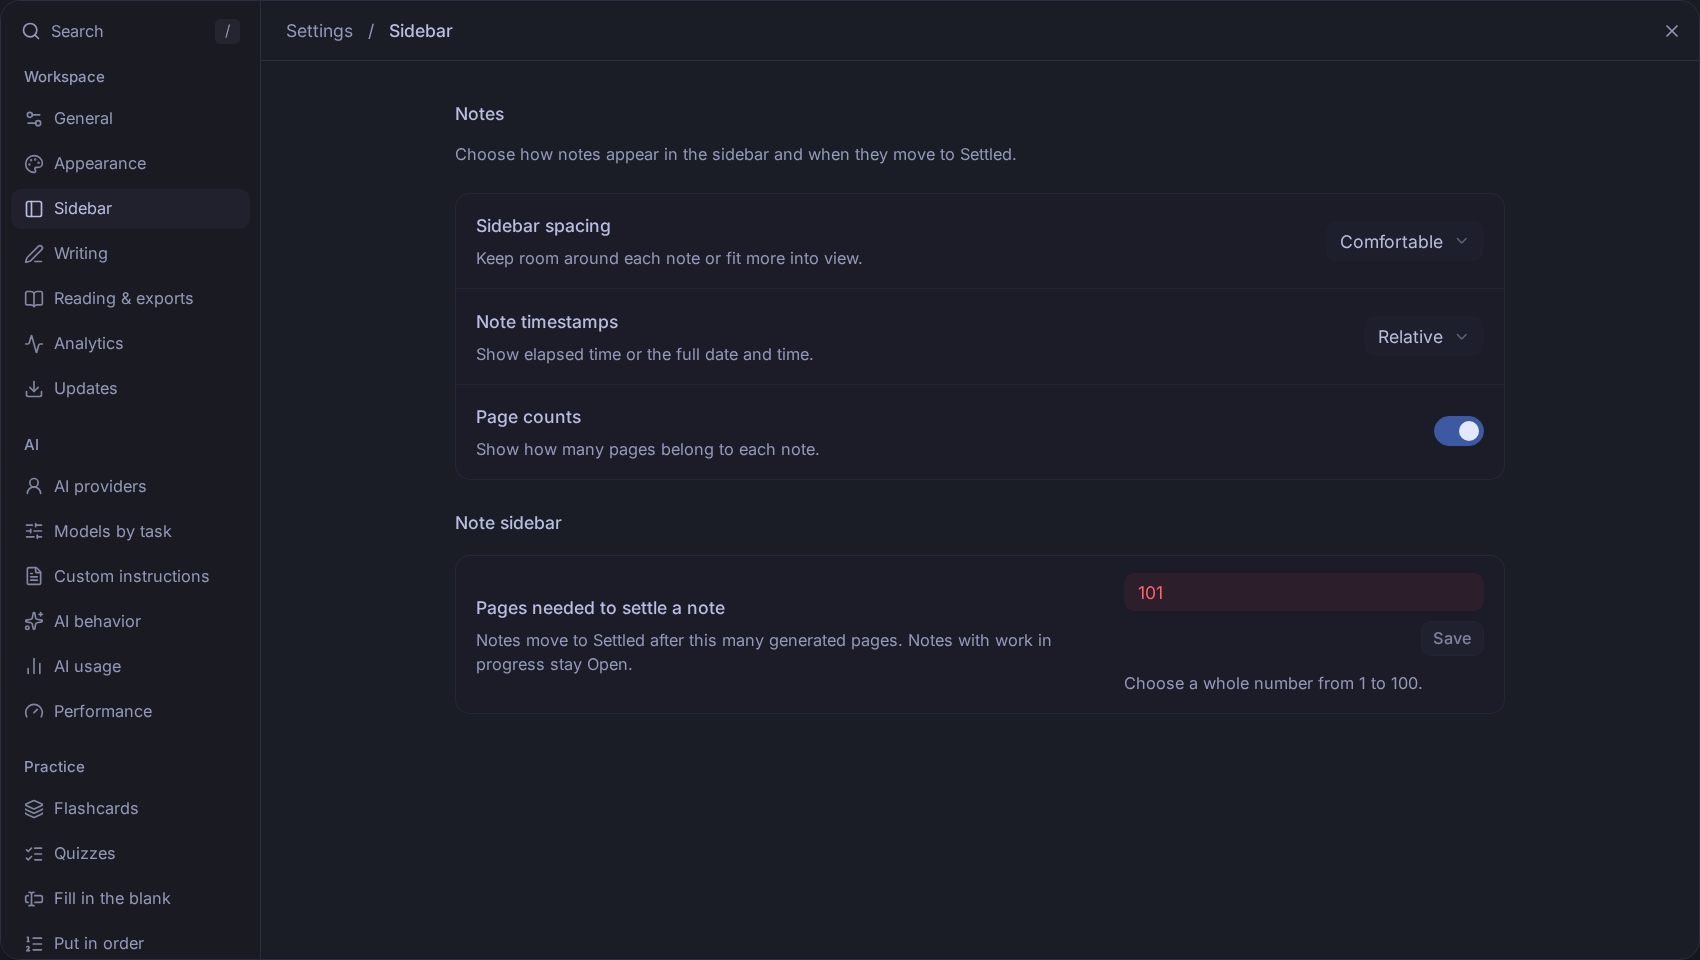 Search
/
Workspace
General
Appearance
Sidebar
Writing
Reading & exports
Analytics
Updates
AI
AI providers
Models by task
Custom instructions
AI behavior
AI usage
Performance
Practice
Flashcards
Quizzes
Fill in the blank
Put in order
Settings / Sidebar
Notes
Choose how notes appear in the sidebar and when they move to Settled.
Sidebar spacing
Keep room around each note or fit more into view.
Comfortable
Note timestamps
Show elapsed time or the full date and time.
Relative
Page counts
Show how many pages belong to each note.
Note sidebar
Pages needed to settle a note
Notes move to Settled after this many generated pages. Notes with work in
progress stay Open.
101
Save
Choose a whole number from 1 to 100.